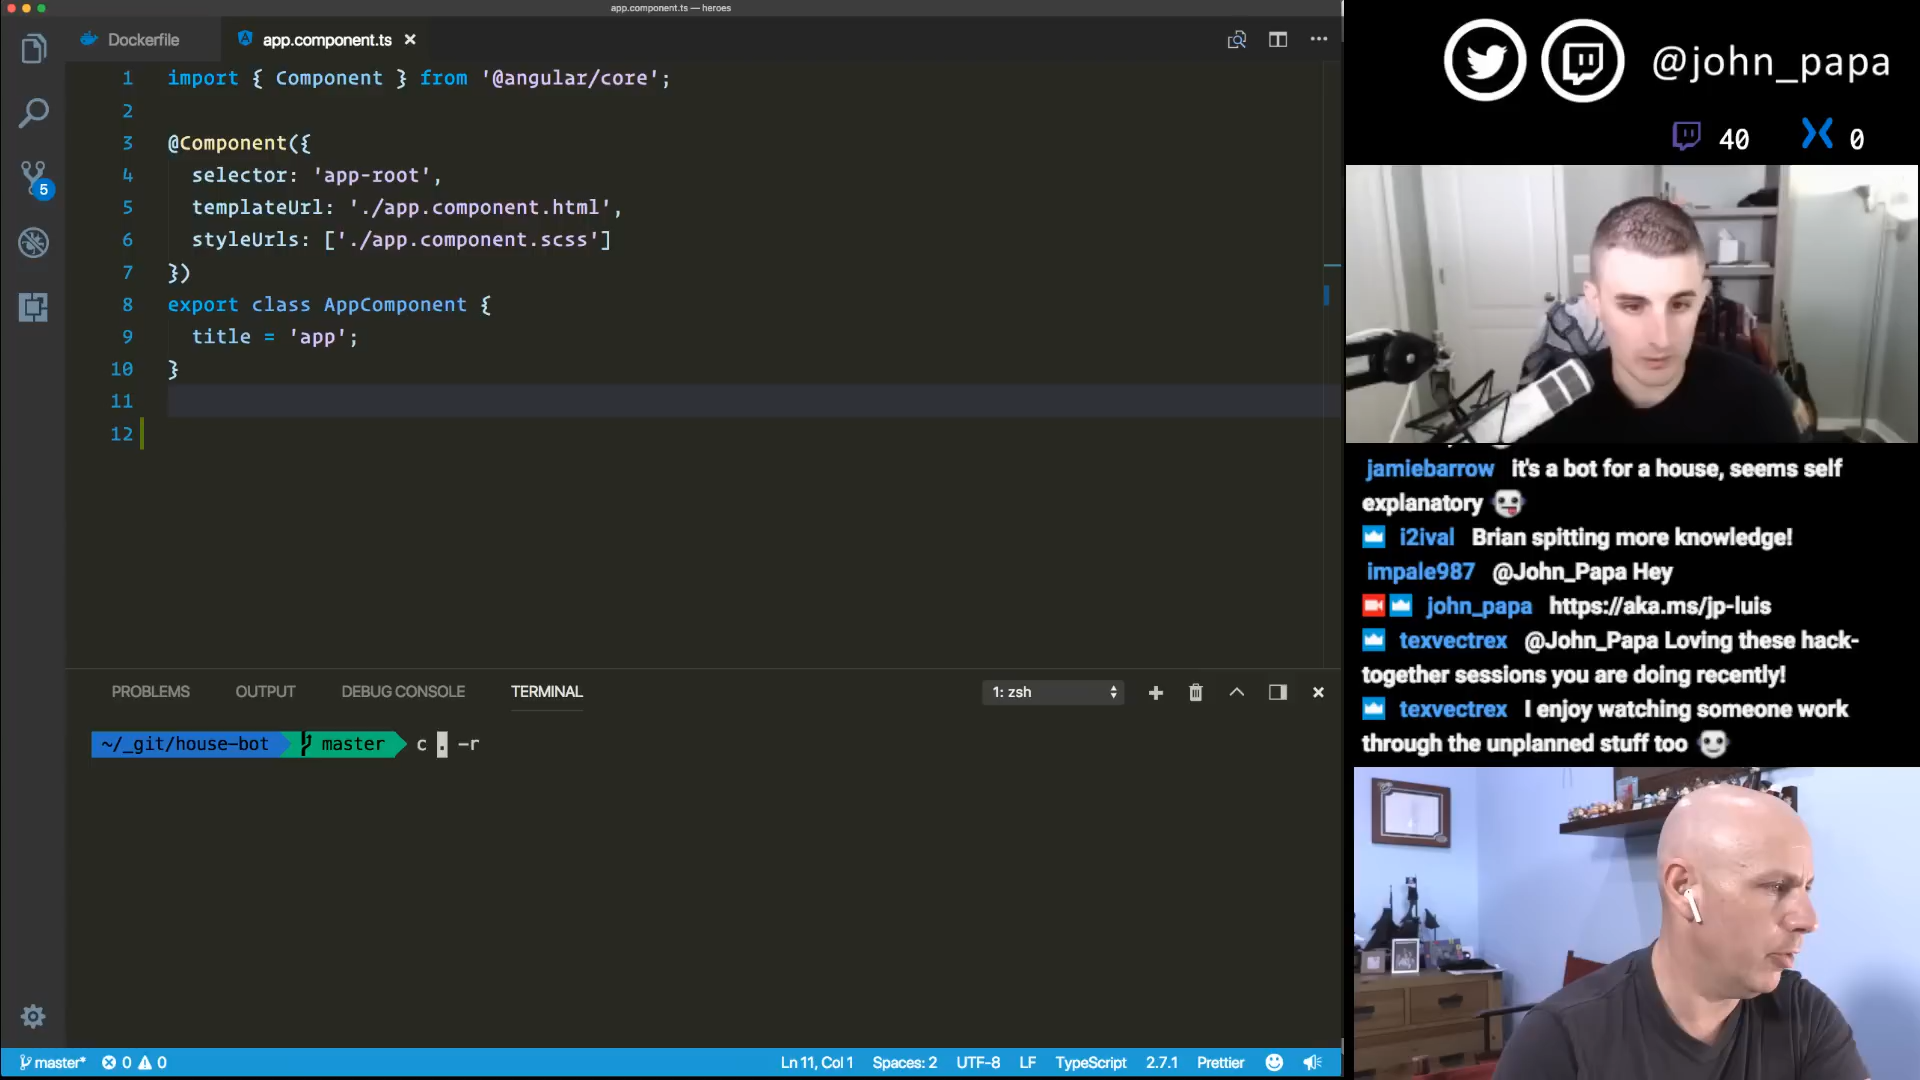 app.component.ts — heroes
Dockerfile
app.component.ts
1 import { Component } from '@angular/core';
2
3 @Component({
4 selector: 'app-root',
5 templateUrl: './app.component.html',
6 styleUrls: ['./app.component.scss']
7 })
8 export class AppComponent {
9 title = 'app';
10 }
11
12
5
PROBLEMS
OUTPUT
DEBUG CONSOLE
TERMINAL
1: zsh
~/_git/house-bot master c . -r
master*
0
0
Ln 11, Col 1
Spaces: 2
UTF-8
LF
TypeScript
2.7.1
Prettier
@john_papa
40
0
jamiebarrow it's a bot for a house, seems self
explanatory
i2ival Brian spitting more knowledge!
impale987 @John_Papa Hey
john_papa https://aka.ms/jp-luis
texvectrex @John_Papa Loving these hack-
together sessions you are doing recently!
texvectrex I enjoy watching someone work
through the unplanned stuff too